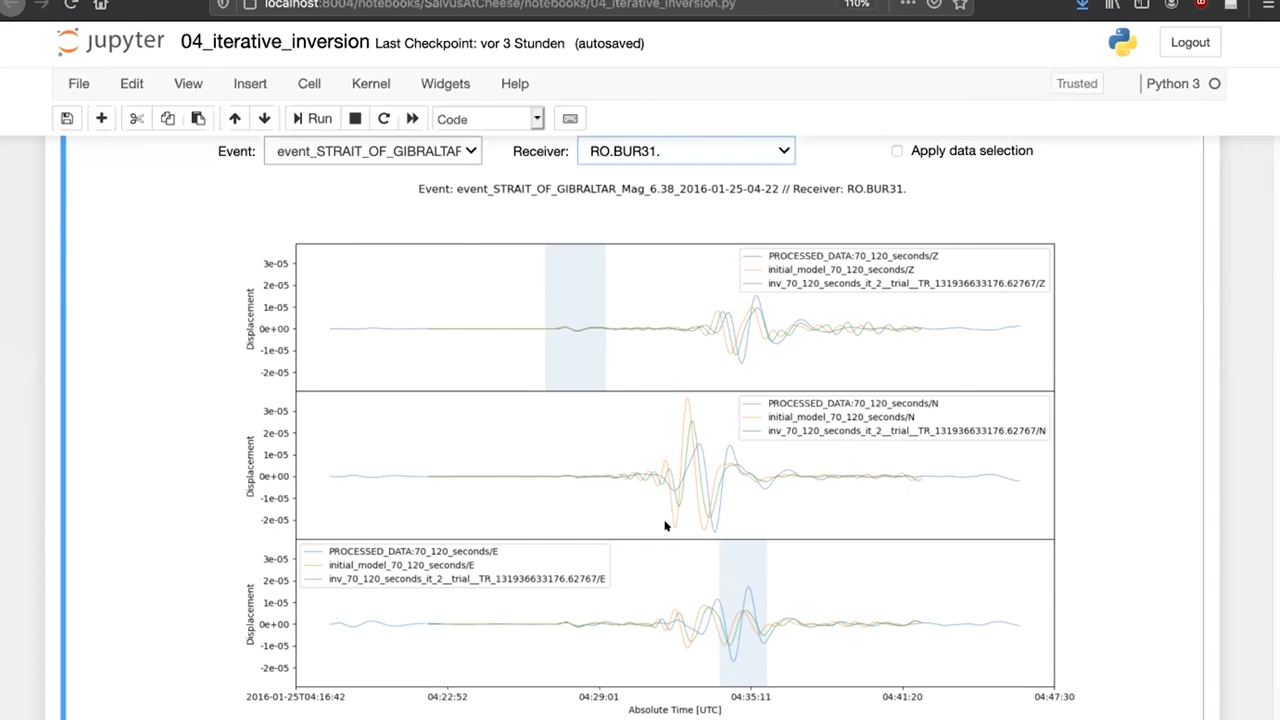 localhost:8004/notebooks/SalvusAtCheese/notebooks/04_iterative_inversion.py
110%
jupyter 04_iterative_inversion Last Checkpoint: vor 3 Stunden (autosaved)
Logout
File Edit View Insert Cell Kernel Widgets Help
Trusted
Python 3
Run
Code
Event: event_STRAIT_OF_GIBRALTAR
Receiver: RO.BUR31.
Apply data selection
Event: event_STRAIT_OF_GIBRALTAR_Mag_6.38_2016-01-25-04-22 // Receiver: RO.BUR31.
Displacement
3e-05
2e-05
1e-05
0e+00
-1e-05
-2e-05
PROCESSED_DATA:70_120_seconds/Z
initial_model_70_120_seconds/Z
inv_70_120_seconds_it_2__trial__TR_131936633176.62767/Z
Displacement
3e-05
2e-05
1e-05
0e+00
-1e-05
-2e-05
PROCESSED_DATA:70_120_seconds/N
initial_model_70_120_seconds/N
inv_70_120_seconds_it_2__trial__TR_131936633176.62767/N
Displacement
3e-05
2e-05
1e-05
0e+00
-1e-05
-2e-05
PROCESSED_DATA:70_120_seconds/E
initial_model_70_120_seconds/E
inv_70_120_seconds_it_2__trial__TR_131936633176.62767/E
2016-01-25T04:16:42 04:22:52 04:29:01 04:35:11 04:41:20 04:47:30
Absolute Time [UTC]